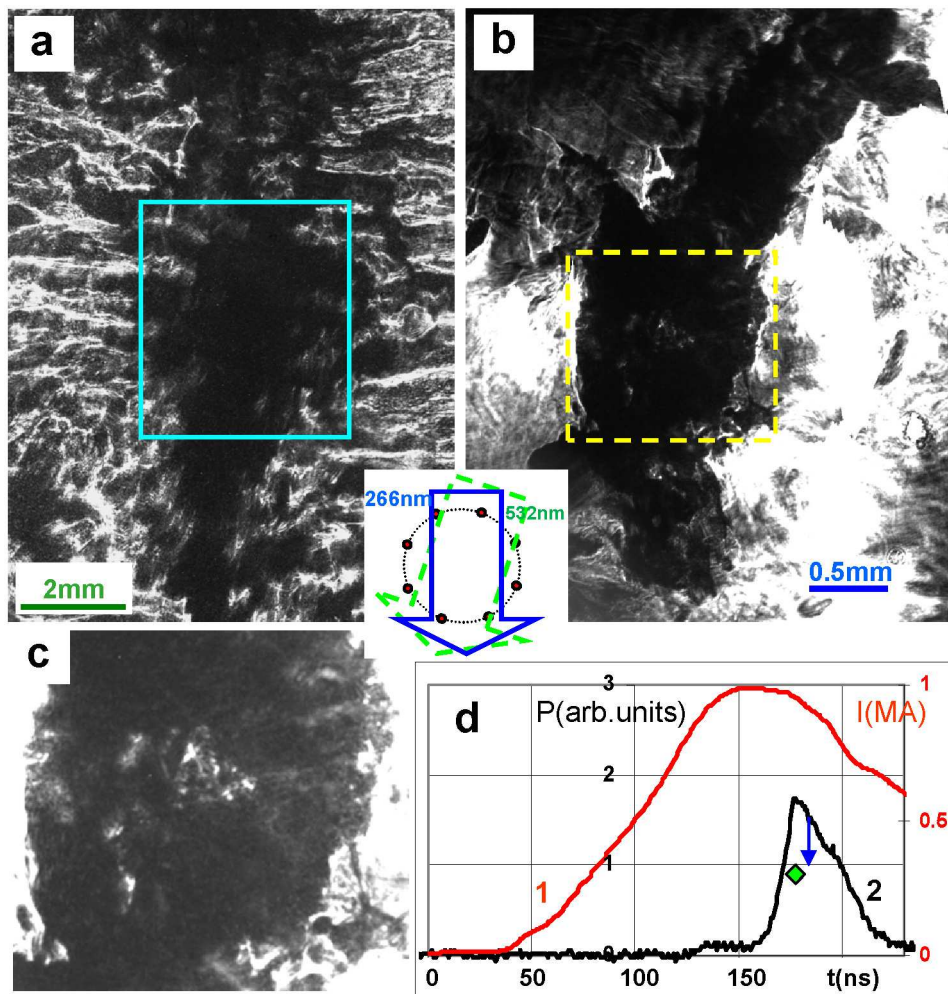 a
b
2mm
266nm
532nm
0.5mm
c
d
P(arb.units)
I(MA)
3
1
2
0.5
1
1
2
0
0
0
50
100
150
t(ns)